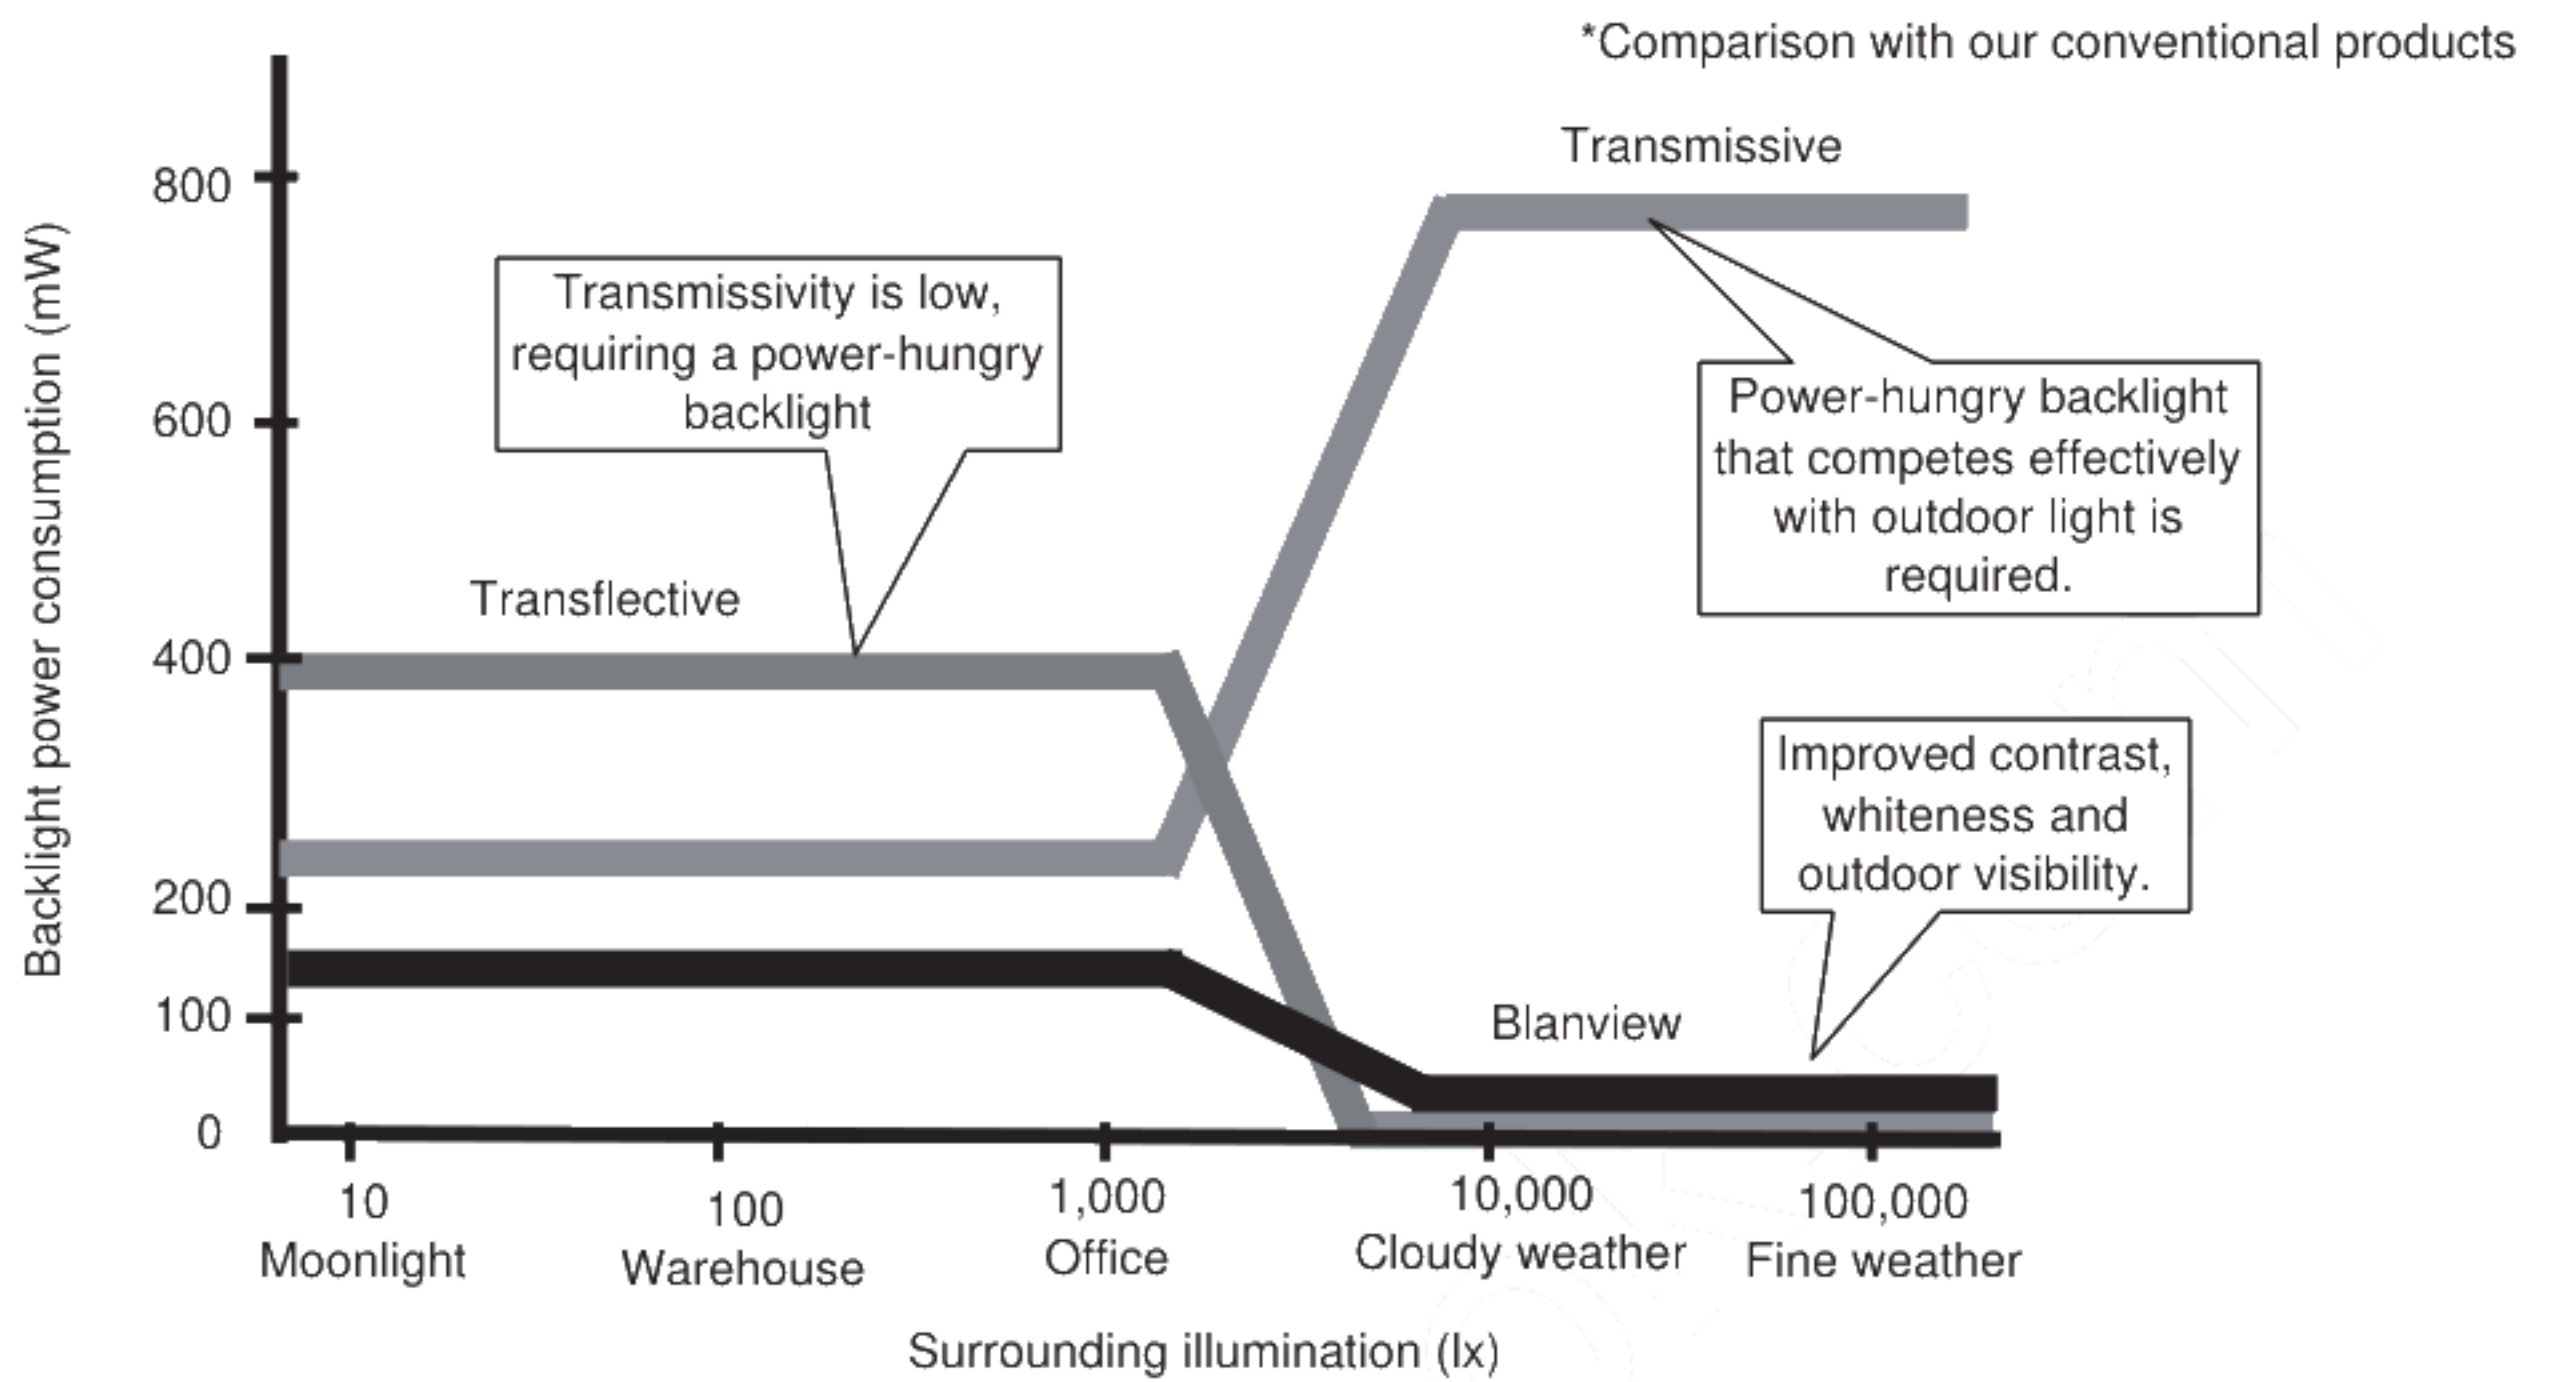 *Comparison with our conventional products
Transmissive
800
Transmissivity is low,
requiring a power-hungry
backlight
Power-hungry backlight
that competes effectively
with outdoor light is
required.
600
Backlight power consumption (mW)
Transflective
400
Improved contrast,
whiteness and
outdoor visibility.
200
100
Blanview
0
10
100
1,000
10,000
100,000
Moonlight
Warehouse
Office
Cloudy weather
Fine weather
Surrounding illumination (lx)